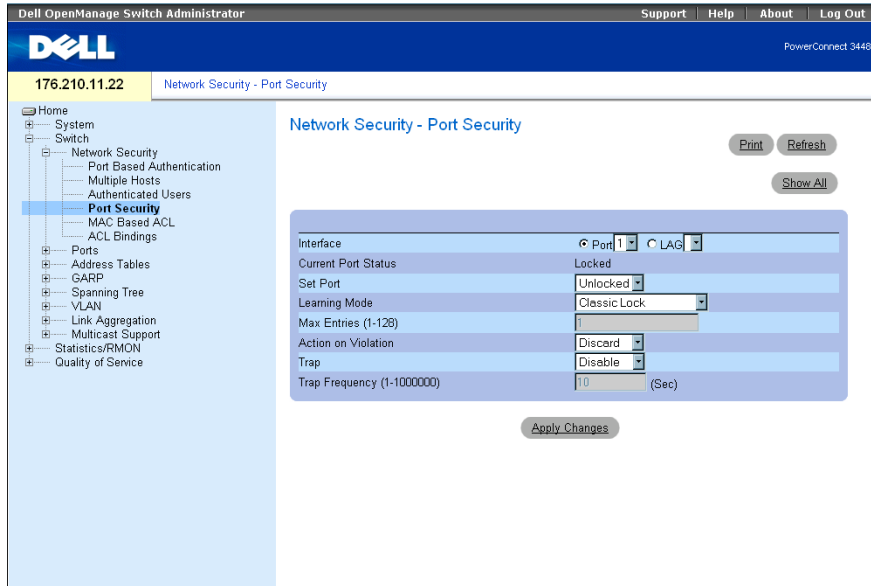 Dell OpenManage Switch Administrator
Support Help About Log Out
DELL
PowerConnect 3448
176.210.11.22
Network Security - Port Security
Home
System
Switch
Network Security
Port Based Authentication
Multiple Hosts
Authenticated Users
Port Security
MAC Based ACL
ACL Bindings
Ports
Address Tables
GARP
Spanning Tree
VLAN
Link Aggregation
Multicast Support
Statistics/RMON
Quality of Service
Network Security - Port Security
Print Refresh
Show All
Interface Port 1 LAG
Current Port Status Locked
Set Port Unlocked
Learning Mode Classic Lock
Max Entries (1-128) 1
Action on Violation Discard
Trap Disable
Trap Frequency (1-1000000) 10 (Sec)
Apply Changes